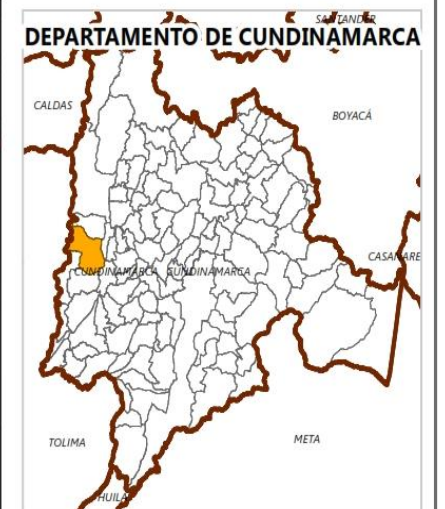 SANTANDER
DEPARTAMENTO DE CUNDINAMARCA
CALDAS
BOYACÁ
CASANARE
CUNDINAMARCA CUNDINAMARCA
TOLIMA
META
HUILA